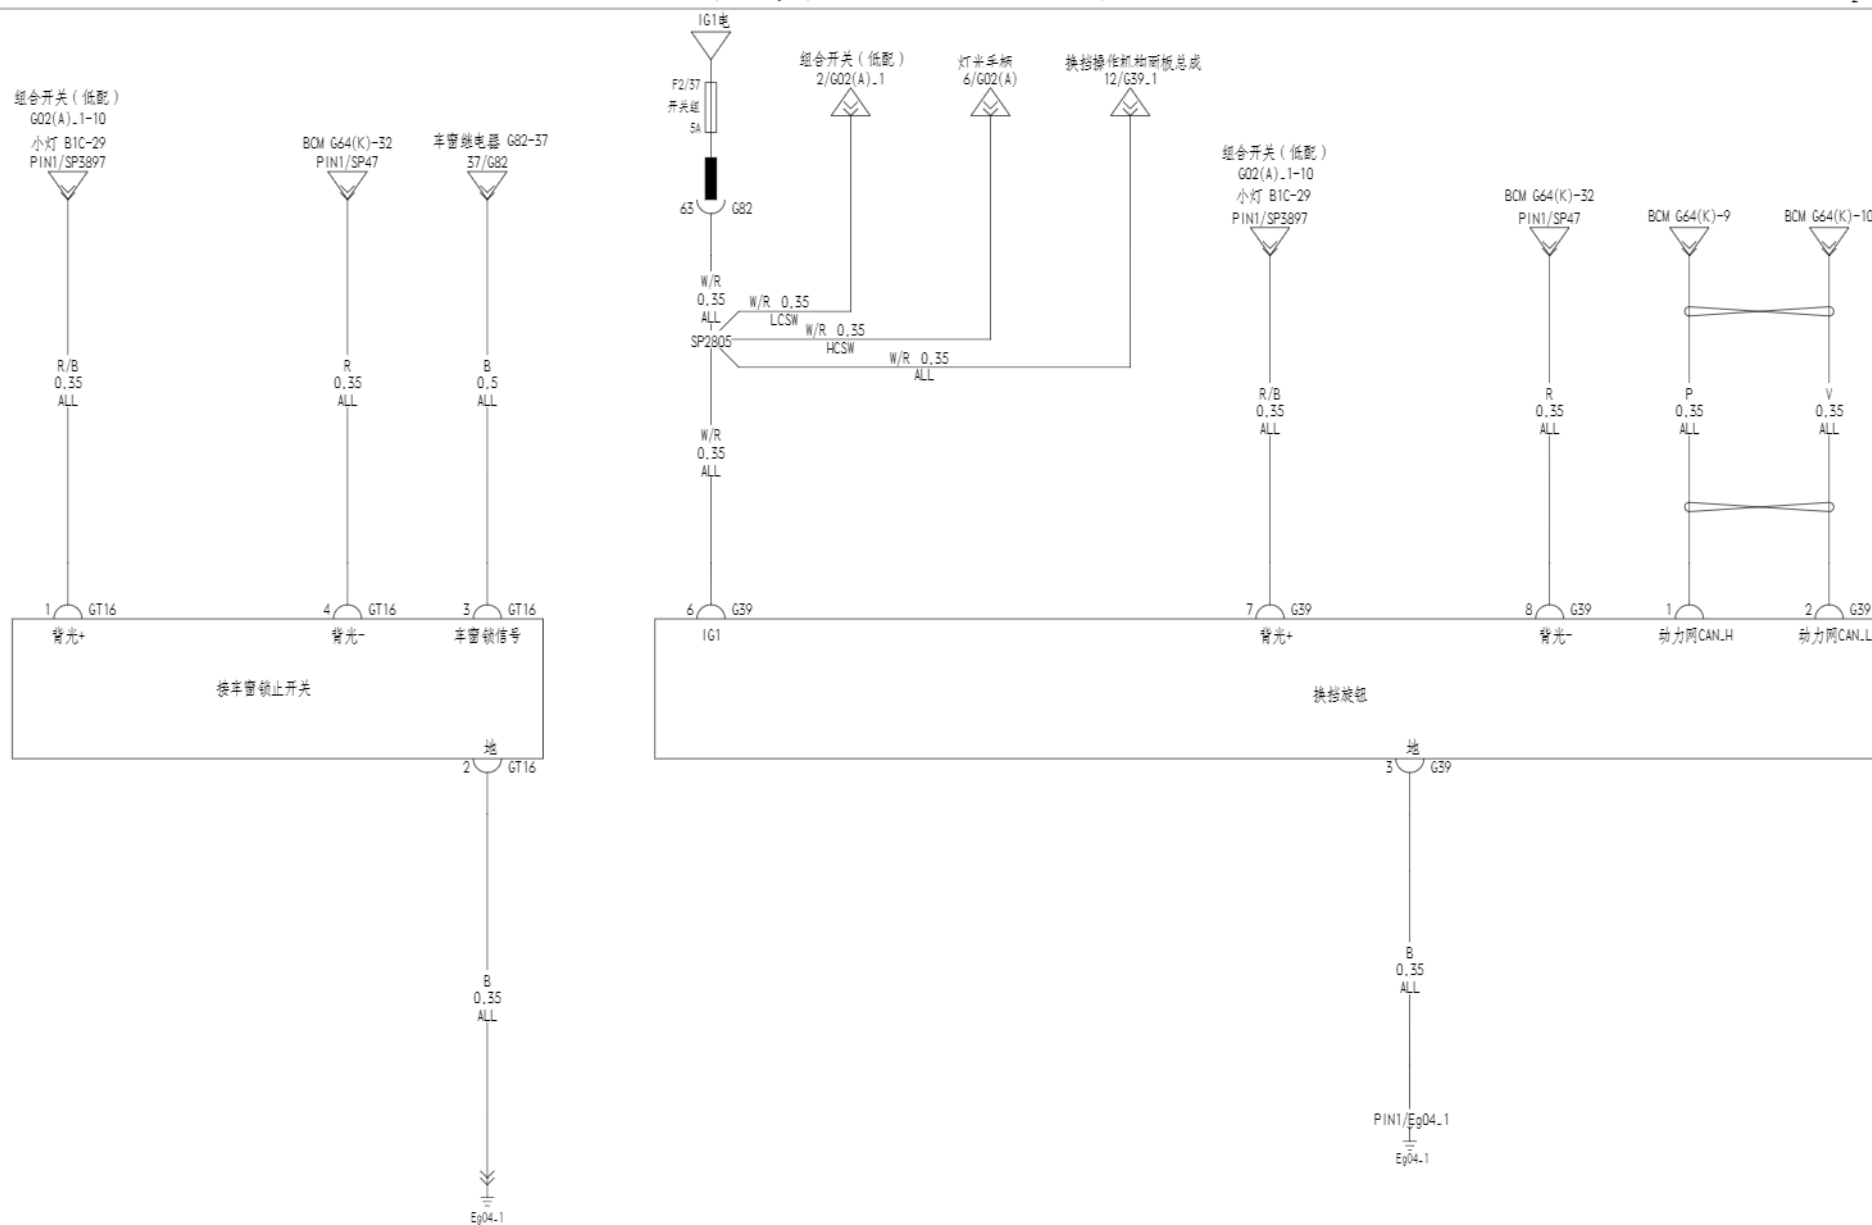 IG1电
F2/37
开关组
5A
63
G82
组合开关（低配）
2/G02(A)_1
灯光手柄
6/G02(A)
换挡操作机构面板总成
12/G39_1
组合开关（低配）
G02(A)_1-10
小灯 B1C-29
PIN1/SP3897
BCM G64(K)-32
PIN1/SP47
车窗继电器 G82-37
37/G82
组合开关（低配）
G02(A)_1-10
小灯 B1C-29
PIN1/SP3897
BCM G64(K)-32
PIN1/SP47
BCM G64(K)-9
BCM G64(K)-10
W/R
0.35
ALL
W/R 0.35
LCSW
W/R 0.35
HCSW
W/R 0.35
ALL
SP2805
R/B
0.35
ALL
R
0.35
ALL
B
0.5
ALL
W/R
0.35
ALL
R/B
0.35
ALL
R
0.35
ALL
P
0.35
ALL
V
0.35
ALL
1
GT16
4
GT16
3
GT16
6
G39
7
G39
8
G39
1
2
G39
背光+
背光-
车窗锁信号
IG1
背光+
背光-
动力网CAN_H
动力网CAN_L
接车窗锁止开关
换挡旋钮
地
2
GT16
地
3
G39
B
0.35
ALL
B
0.35
ALL
PIN1/Eg04_1
Eg04_1
Eg04_1